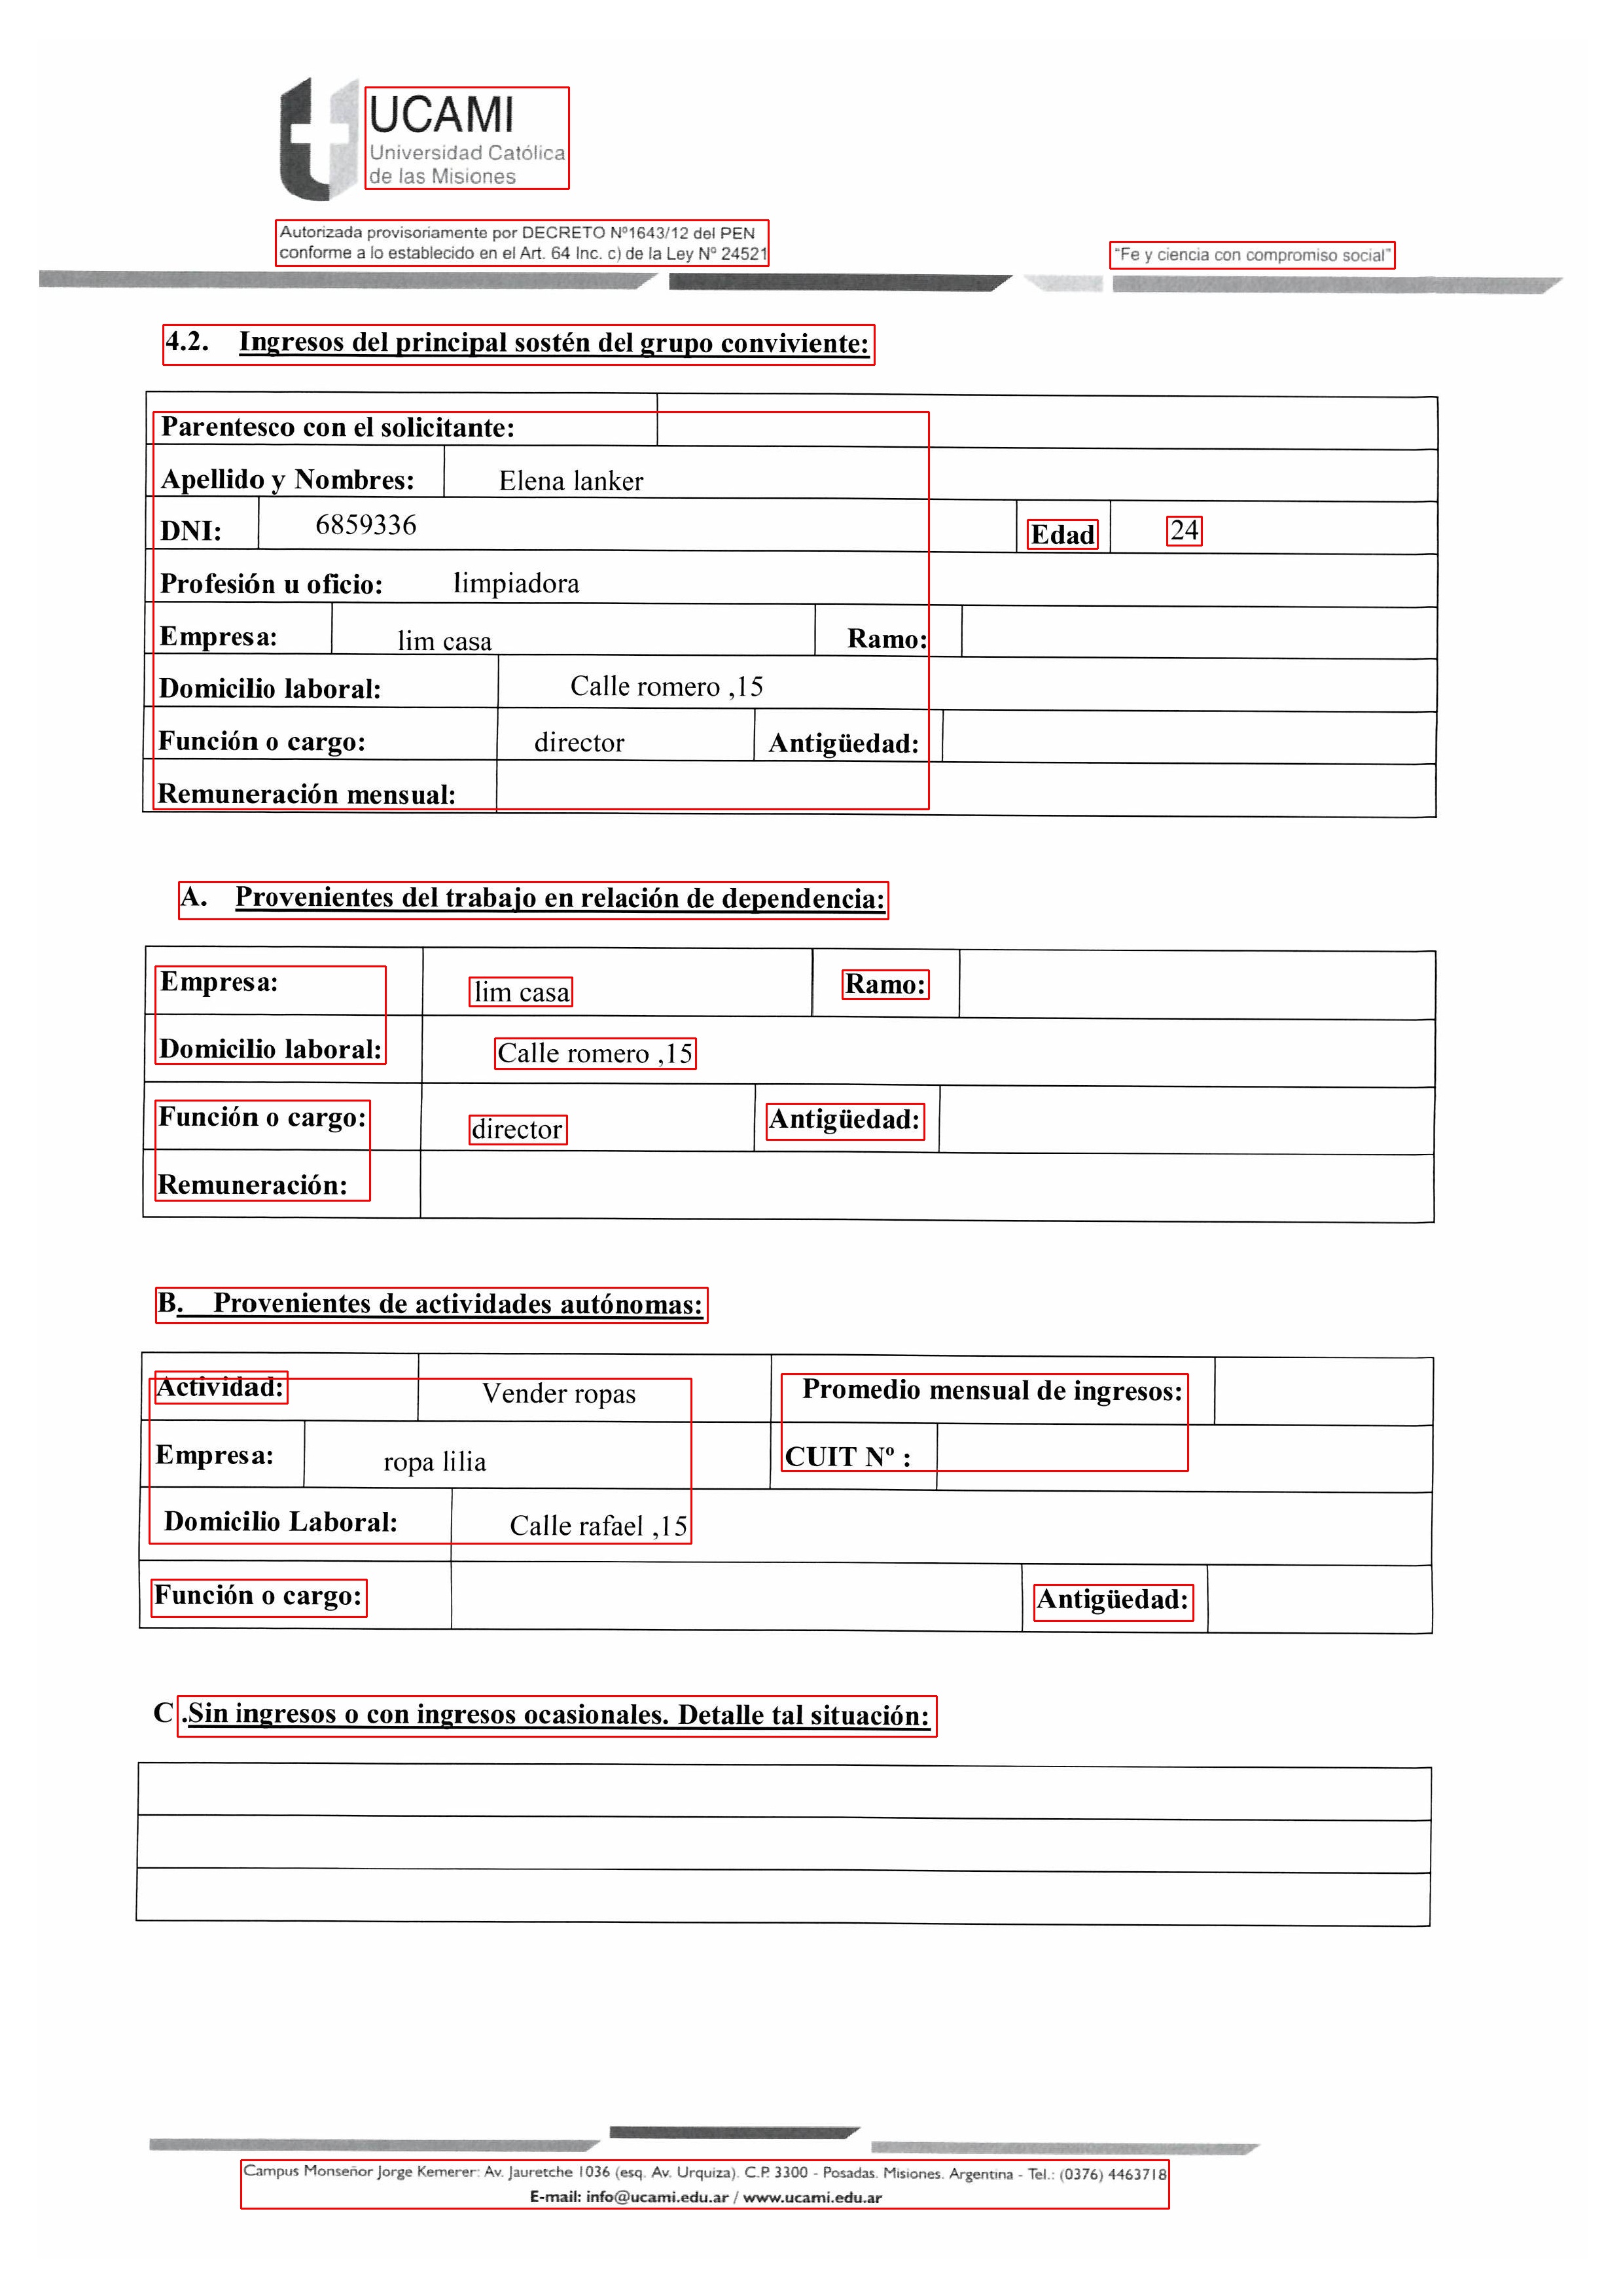 UCAMI
Universidad Católica
de las Misiones
Autorizada provisoriamente por DECRETO Nº1643/12 del PEN
conforme a lo establecido en el Art. 64 Inc. c) de la Ley Nº 24521
"Fe y ciencia con compromiso social"
4.2. Ingresos del principal sostén del grupo conviviente:
Parentesco con el solicitante:
Apellido y Nombres: Elena lanker
DNI: 6859336 Edad 24
Profesión u oficio: limpiadora
Empresa: lim casa Ramo:
Domicilio laboral: Calle romero ,15
Función o cargo: director Antigüedad:
Remuneración mensual:
A. Provenientes del trabajo en relación de dependencia:
Empresa: lim casa Ramo:
Domicilio laboral: Calle romero ,15
Función o cargo: director Antigüedad:
Remuneración:
B. Provenientes de actividades autónomas:
Actividad: Vender ropas Promedio mensual de ingresos:
Empresa: ropa lilia CUIT Nº :
Domicilio Laboral: Calle rafael ,15
Función o cargo: Antigüedad:
C .Sin ingresos o con ingresos ocasionales. Detalle tal situación:
Campus Monseñor Jorge Kemerer: Av. Jauretche 1036 (esq. Av. Urquiza). C.P. 3300 - Posadas. Misiones. Argentina - Tel.: (0376) 4463718
E-mail: info@ucami.edu.ar / www.ucami.edu.ar